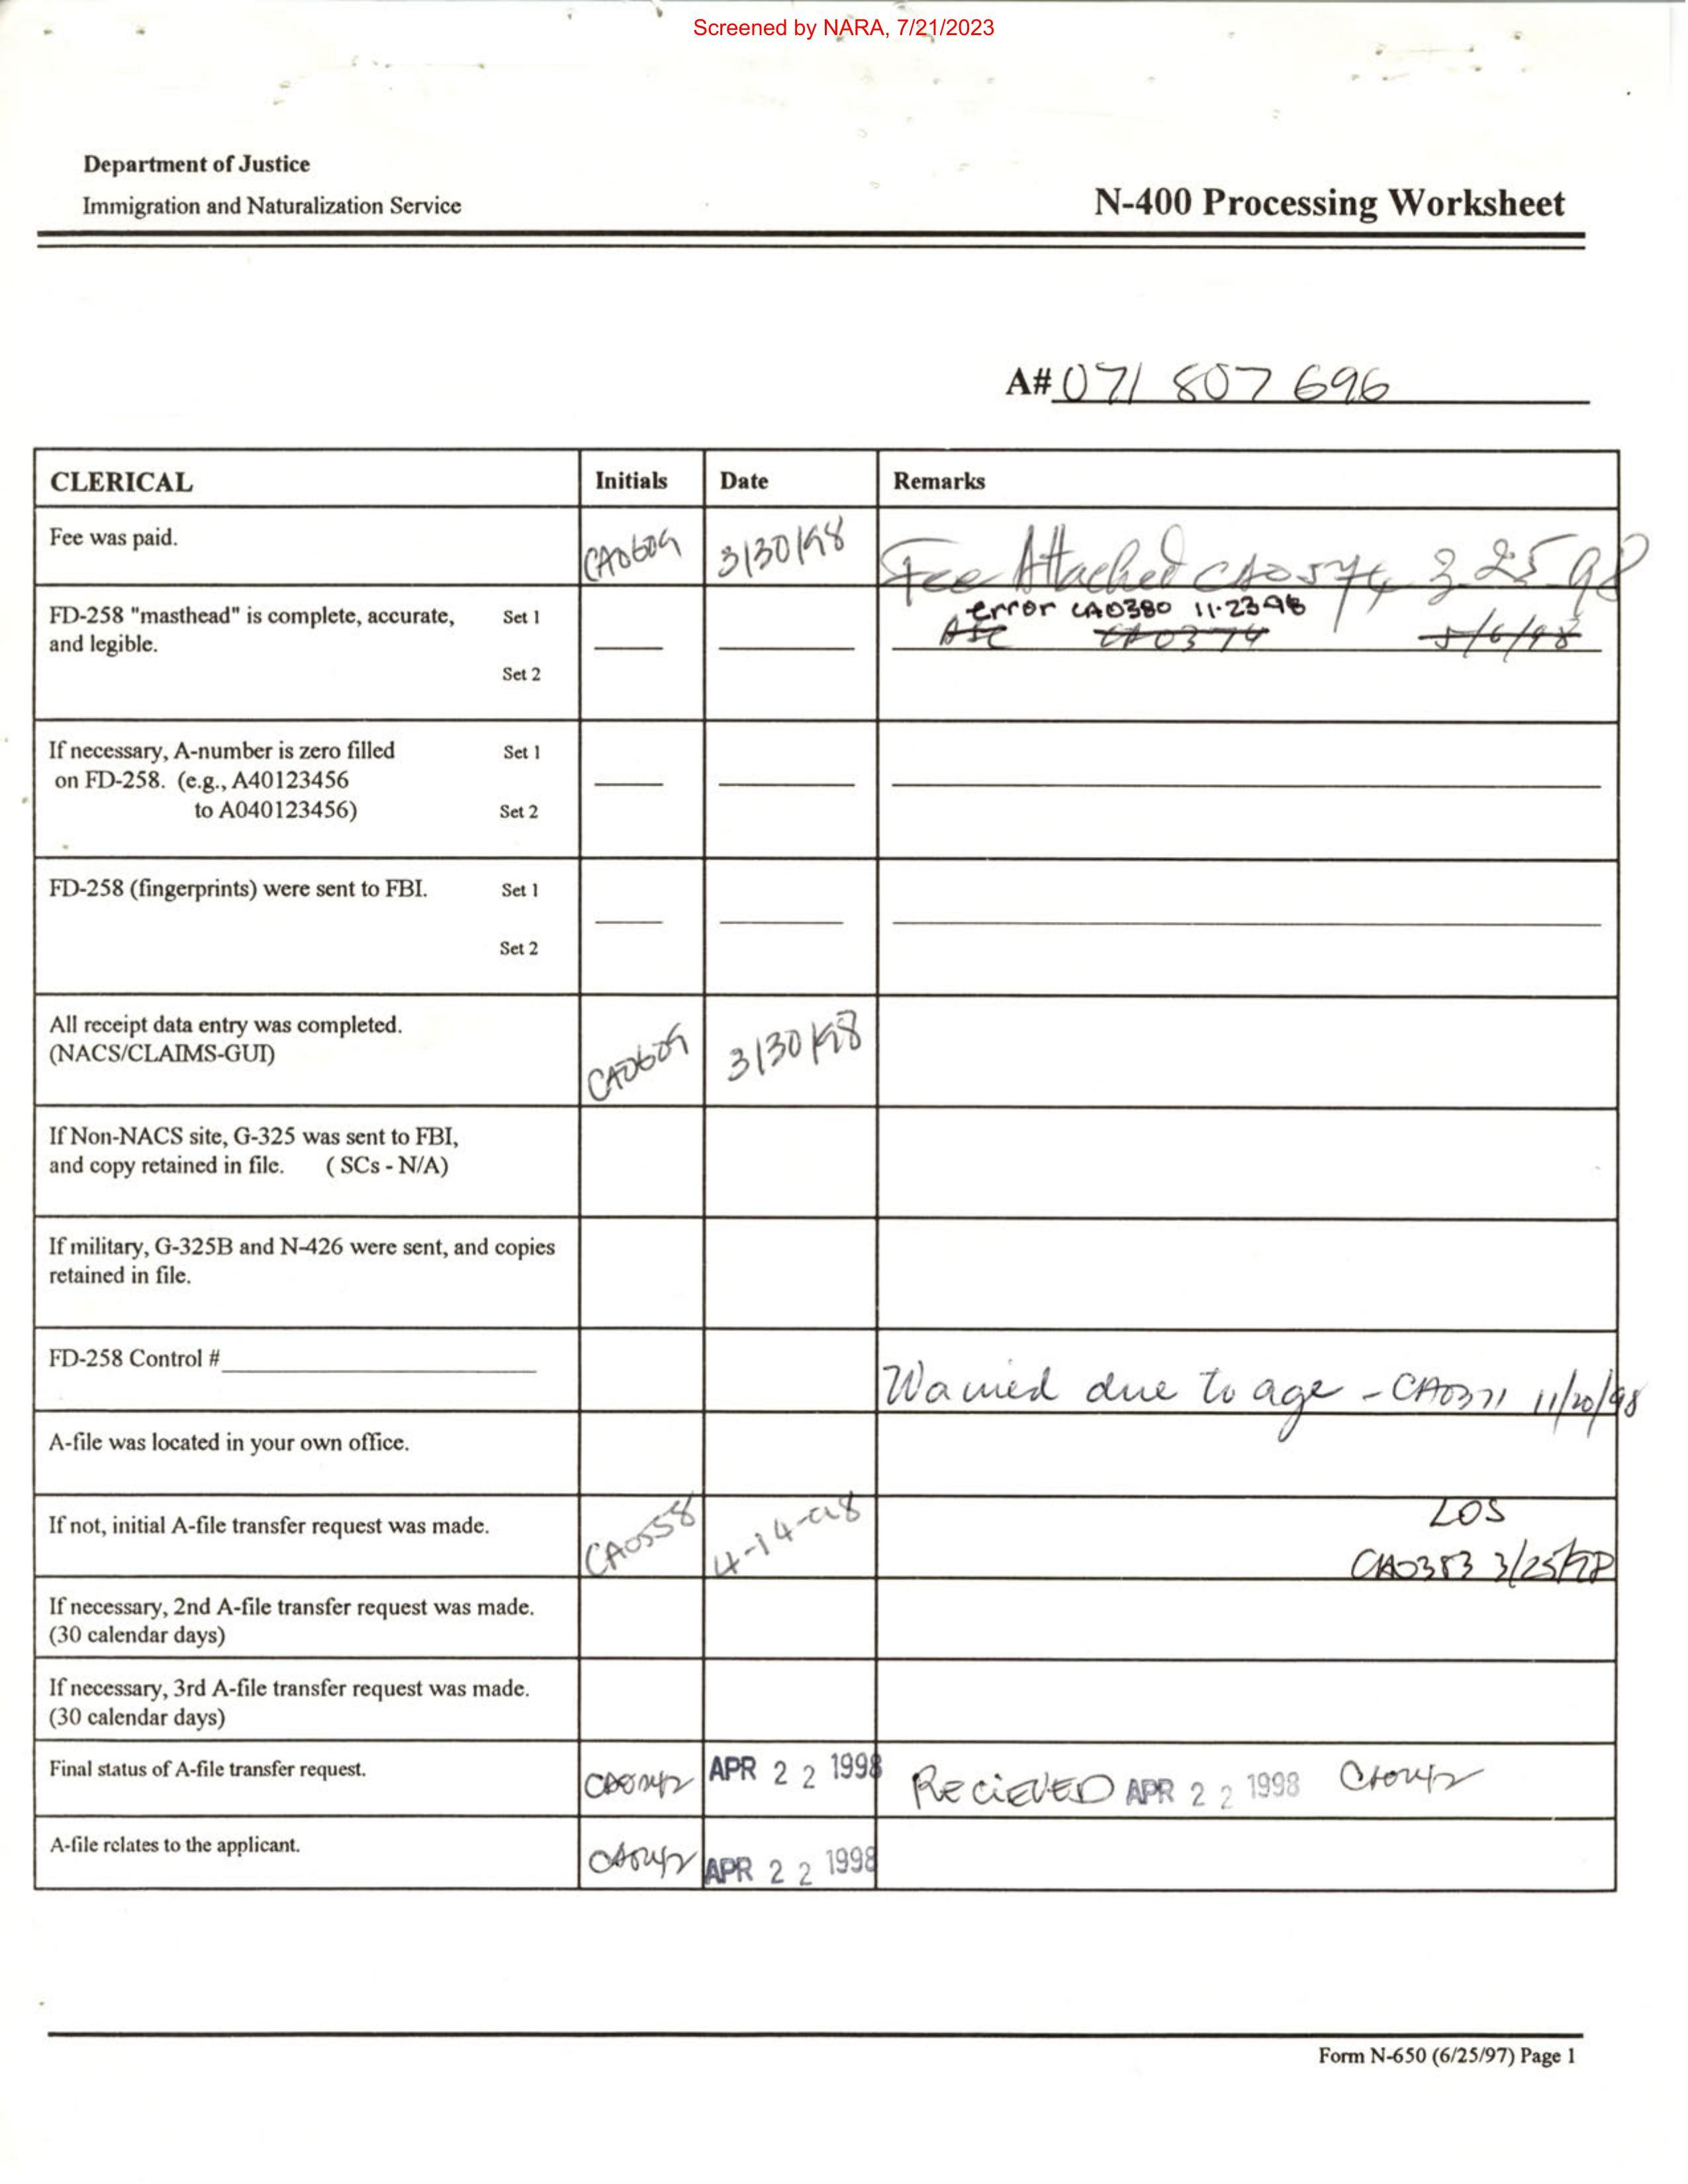 Screened by NARA, 7/21/2023
Department of Justice
Immigration and Naturalization Service
N-400 Processing Worksheet
A# 071 807 696
CLERICAL Initials Date Remarks
Fee was paid. CA0609 3/30/98 Fee Attached CA0574 3-25-98
FD-258 "masthead" is complete, accurate, Set 1 error CA0380 11-23-98
and legible. CA0374 5/6/98
Set 2
If necessary, A-number is zero filled Set 1
on FD-258. (e.g., A40123456
to A040123456) Set 2
FD-258 (fingerprints) were sent to FBI. Set 1
Set 2
All receipt data entry was completed.
(NACS/CLAIMS-GUI) CA0609 3/30/98
If Non-NACS site, G-325 was sent to FBI,
and copy retained in file. ( SCs - N/A)
If military, G-325B and N-426 were sent, and copies
retained in file.
FD-258 Control #
Waived due to age - CA0371 11/20/98
A-file was located in your own office.
If not, initial A-file transfer request was made. CA0558 4-14-98 LOS
CA0383 3/25/98
If necessary, 2nd A-file transfer request was made.
(30 calendar days)
If necessary, 3rd A-file transfer request was made.
(30 calendar days)
Final status of A-file transfer request. APR 22 1998 RECIEVED APR 22 1998
A-file relates to the applicant. APR 22 1998
Form N-650 (6/25/97) Page 1